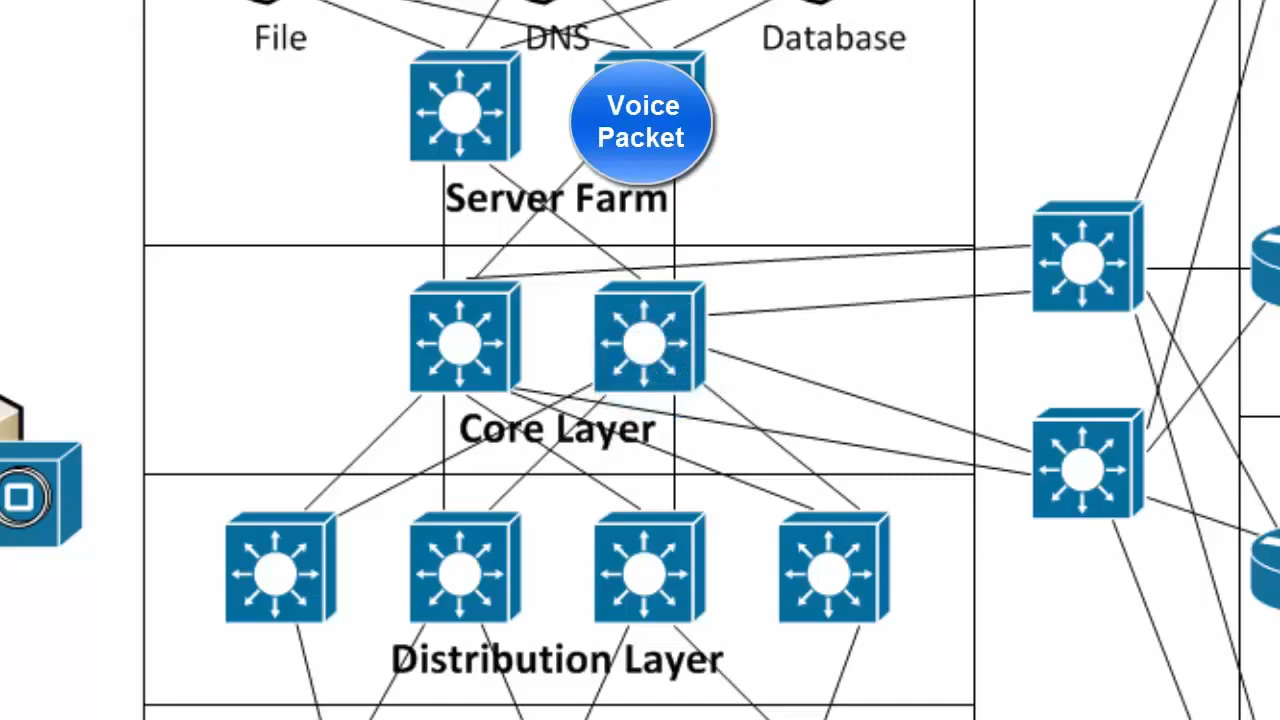 File
DNS
Database
Voice
Packet
Server Farm
Core Layer
Distribution Layer